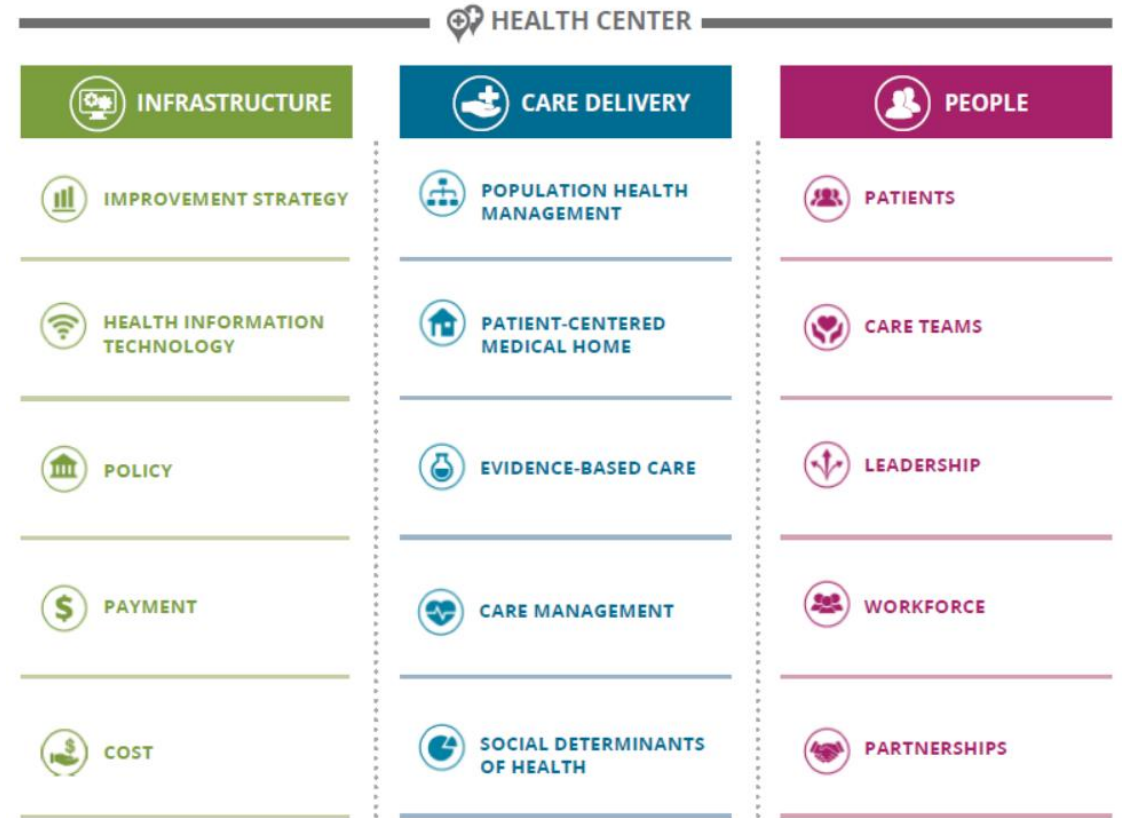 HEALTH CENTER
INFRASTRUCTURE
IMPROVEMENT STRATEGY
HEALTH INFORMATION
TECHNOLOGY
POLICY
$
PAYMENT
$
COST
CARE DELIVERY
POPULATION HEALTH
MANAGEMENT
PATIENT-CENTERED
MEDICAL HOME
EVIDENCE-BASED CARE
CARE MANAGEMENT
SOCIAL DETERMINANTS
OF HEALTH
PEOPLE
PATIENTS
CARE TEAMS
LEADERSHIP
WORKFORCE
PARTNERSHIPS